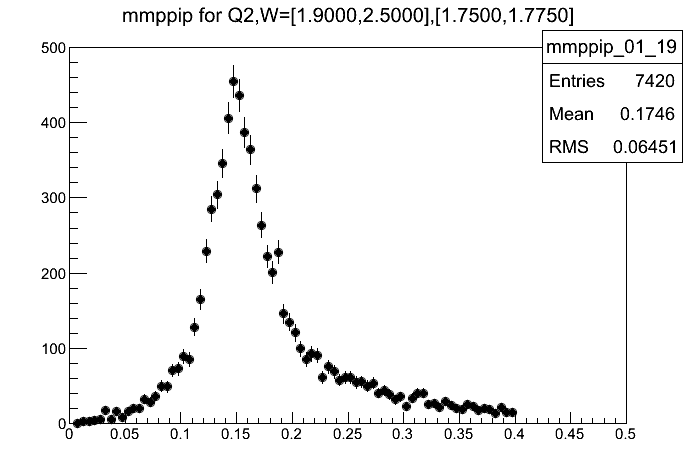 mmppip for Q2,W=[1.9000,2.5000],[1.7500,1.7750]
mmppip_01_19
Entries 7420
Mean 0.1746
RMS 0.06451
500
400
300
200
100
0
0 0.05 0.1 0.15 0.2 0.25 0.3 0.35 0.4 0.45 0.5